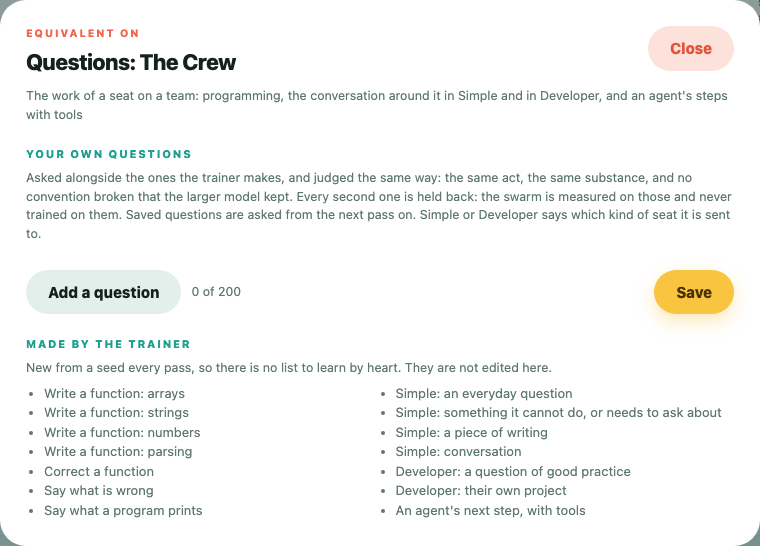 EQUIVALENT ON
Questions: The Crew
Close
The work of a seat on a team: programming, the conversation around it in Simple and in Developer, and an agent's steps
with tools
YOUR OWN QUESTIONS
Asked alongside the ones the trainer makes, and judged the same way: the same act, the same substance, and no
convention broken that the larger model kept. Every second one is held back: the swarm is measured on those and never
trained on them. Saved questions are asked from the next pass on. Simple or Developer says which kind of seat it is sent
to.
Add a question
0 of 200
Save
MADE BY THE TRAINER
New from a seed every pass, so there is no list to learn by heart. They are not edited here.
• Write a function: arrays
• Write a function: strings
• Write a function: numbers
• Write a function: parsing
• Correct a function
• Say what is wrong
• Say what a program prints
• Simple: an everyday question
• Simple: something it cannot do, or needs to ask about
• Simple: a piece of writing
• Simple: conversation
• Developer: a question of good practice
• Developer: their own project
• An agent's next step, with tools